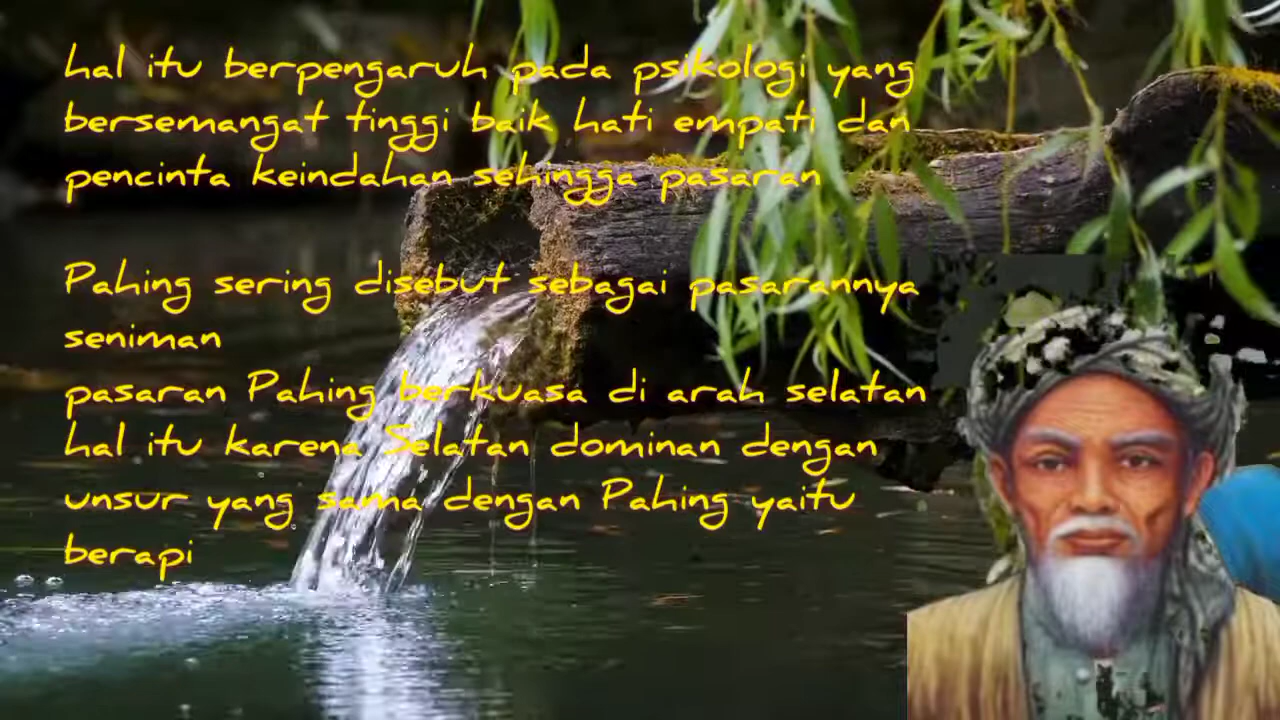 hal itu berpengaruh pada psikologi yang
bersemangat tinggi baik hati empati dan
pencinta keindahan sehingga pasaran
Pahing sering disebut sebagai pasarannya
seniman
pasaran Pahing berkuasa di arah selatan
hal itu karena Selatan dominan dengan
unsur yang sama dengan Pahing yaitu
berapi